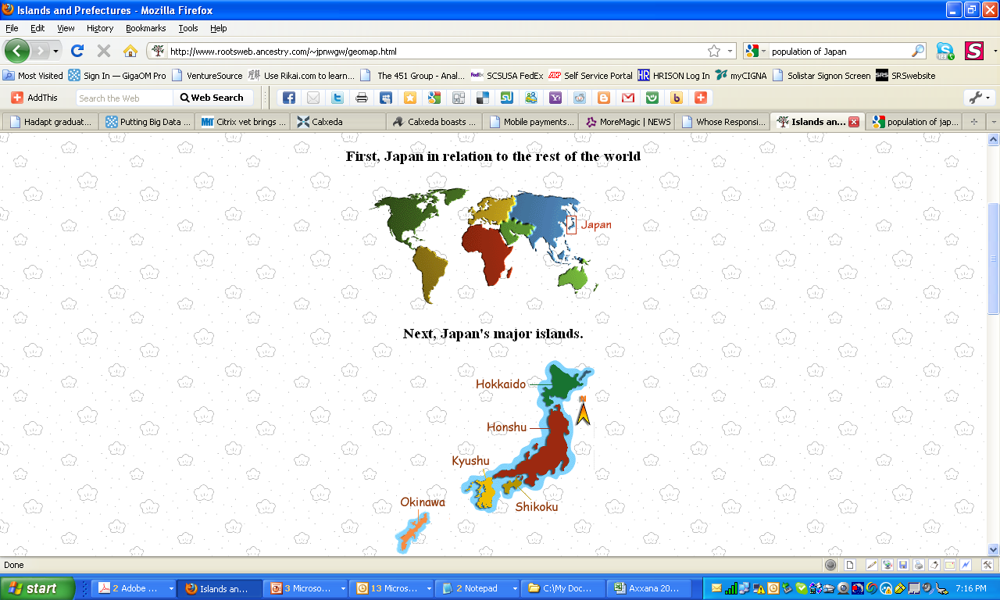 Islands and Prefectures - Mozilla Firefox
File Edit View History Bookmarks Tools Help
http://www.rootsweb.ancestry.com/~jpnwgw/geomap.html
population of Japan
Most Visited Sign In — GigaOM Pro VentureSource Use Rikai.com to learn... The 451 Group - Anal... FedEx SCSUSA FedEx ADP Self Service Portal HR HRISON Log In myCIGNA Solistar Signon Screen SRS SRSwebsite
AddThis Search the Web Web Search
Hadapt graduat... Putting Big Data ... MHT Citrix vet brings ... Calxeda Calxeda boasts ... Mobile payments... MoreMagic | NEWS Whose Responsi... Islands an... population of jap...
First, Japan in relation to the rest of the world
Japan
Next, Japan's major islands.
Hokkaido
N
Honshu
Kyushu
Okinawa
Shikoku
Done
start 2 Adobe ... Islands an... 3 Microso... 13 Micros... 2 Notepad C:\My Doc... Axxana 20... 7:16 PM